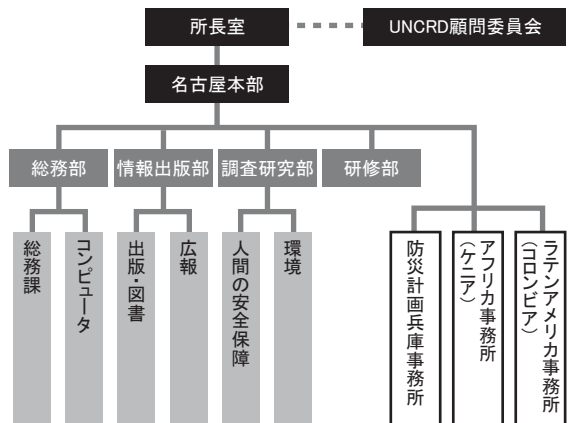 所長室
UNCRD顧問委員会
名古屋本部
総務部
情報出版部
調査研究部
研修部
総務課
コンピュータ
出版・図書
広報
人間の安全保障
環境
防災計画兵庫事務所
アフリカ事務所
（ケニア）
ラテンアメリカ事務所
（コロンビア）